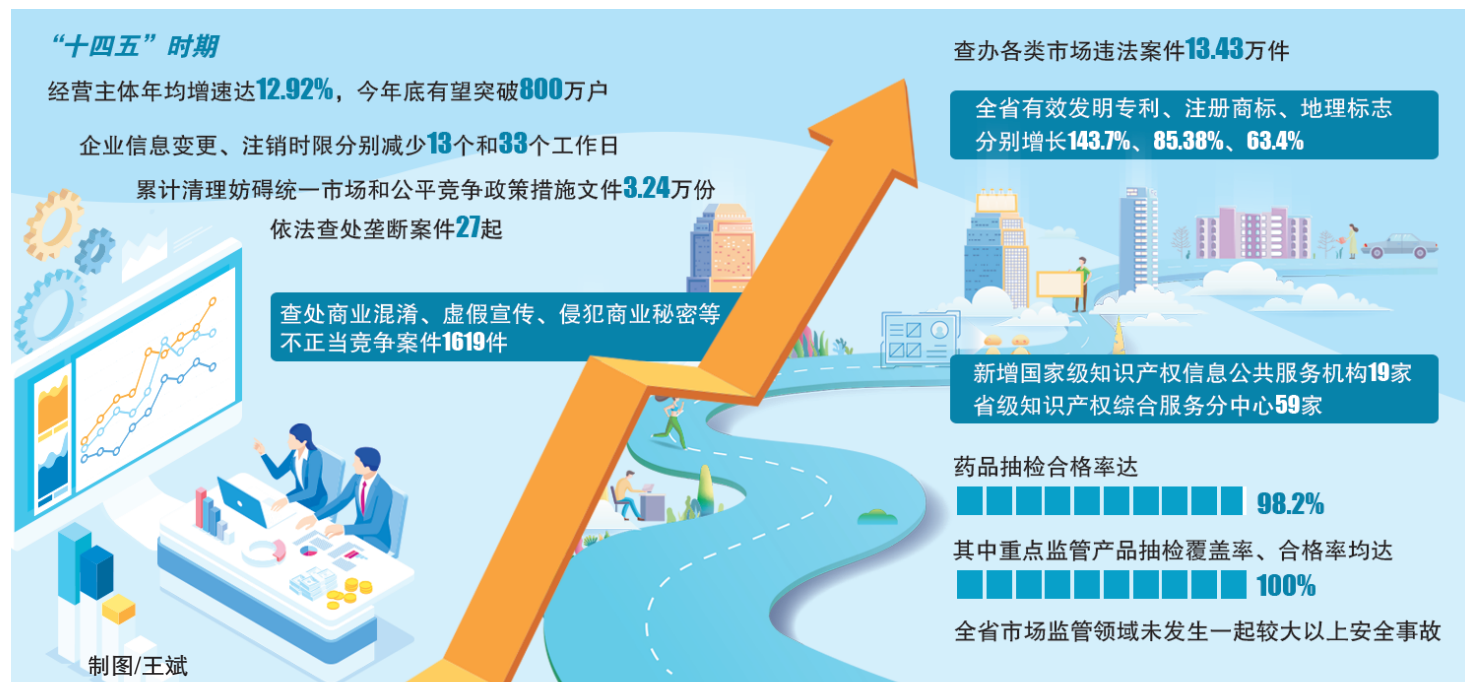 “十四五”时期
经营主体年均增速达12.92%，今年底有望突破800万户
企业信息变更、注销时限分别减少13个和33个工作日
累计清理妨碍统一市场和公平竞争政策措施文件3.24万份
依法查处垄断案件27起
查处商业混淆、虚假宣传、侵犯商业秘密等
不正当竞争案件1619件
查办各类市场违法案件13.43万件
全省有效发明专利、注册商标、地理标志
分别增长143.7%、85.38%、63.4%
新增国家级知识产权信息公共服务机构19家
省级知识产权综合服务分中心59家
药品抽检合格率达
98.2%
其中重点监管产品抽检覆盖率、合格率均达
100%
全省市场监管领域未发生一起较大以上安全事故
制图/王斌